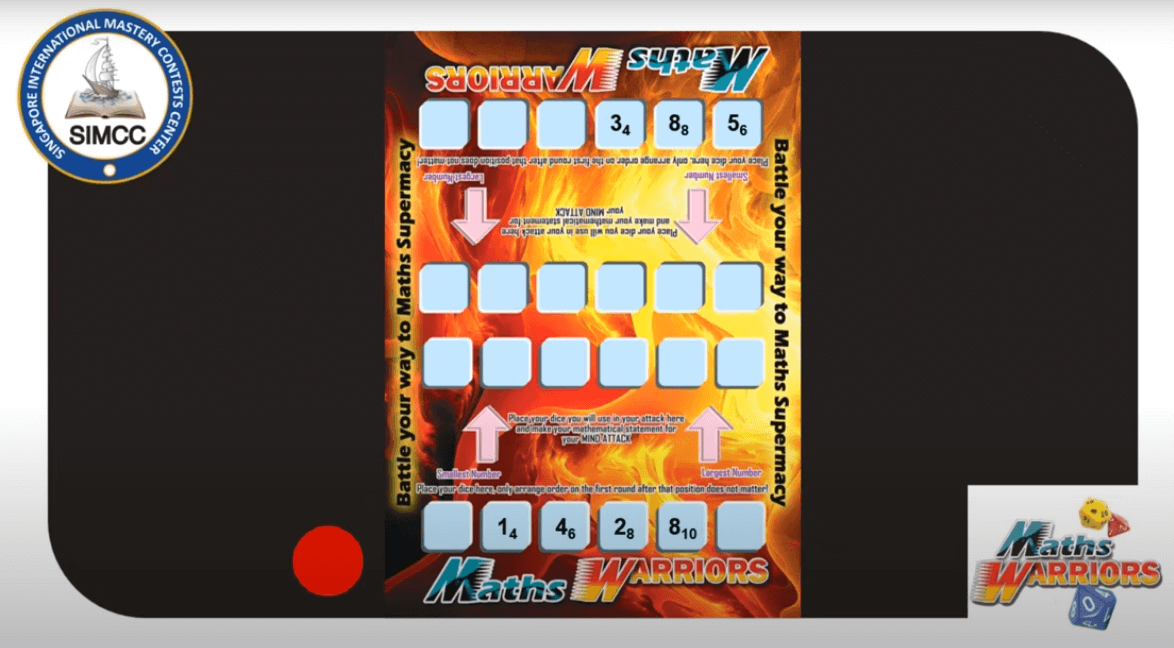 SINGAPORE INTERNATIONAL MASTERY CONTESTS CENTER
SIMCC
Maths WARRIORS
3₄ 8₈ 5₆
Place your dice here, only arrange order on the first round after that position does not matter!
Smallest Number
Largest Number
Place your dice you will use in your attack here
and make your mathematical statement for
your MIND ATTACK
Battle your way to Maths Supermacy
Battle your way to Maths Supermacy
Place your dice you will use in your attack here
and make your mathematical statement for
your MIND ATTACK
Smallest Number
Largest Number
Place your dice here, only arrange order on the first round after that position does not matter!
1₄ 4₆ 2₈ 8₁₀
Maths WARRIORS
Maths
WARRIORS